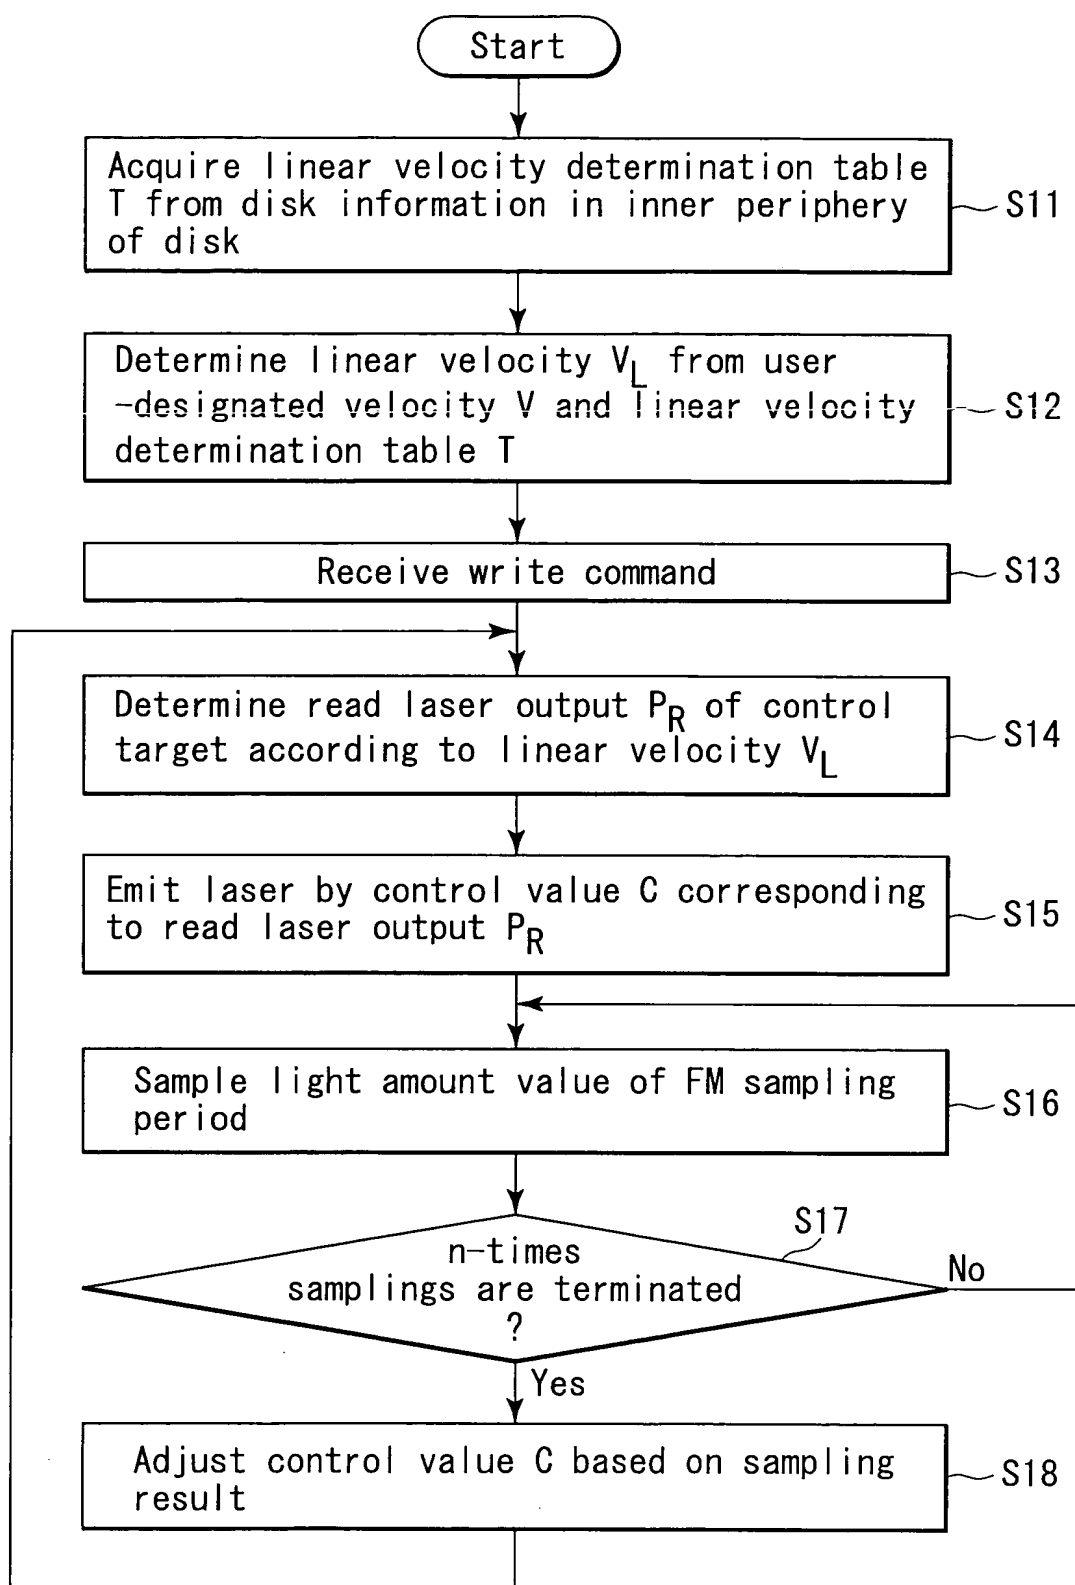 Start
Acquire linear velocity determination table
T from disk information in inner periphery
of disk
S11
Determine linear velocity VL from user
-designated velocity V and linear velocity
determination table T
S12
Receive write command
S13
Determine read laser output PR of control
target according to linear velocity VL
S14
Emit laser by control value C corresponding
to read laser output PR
S15
Sample light amount value of FM sampling
period
S16
S17
n-times
samplings are terminated
?
No
Yes
Adjust control value C based on sampling
result
S18